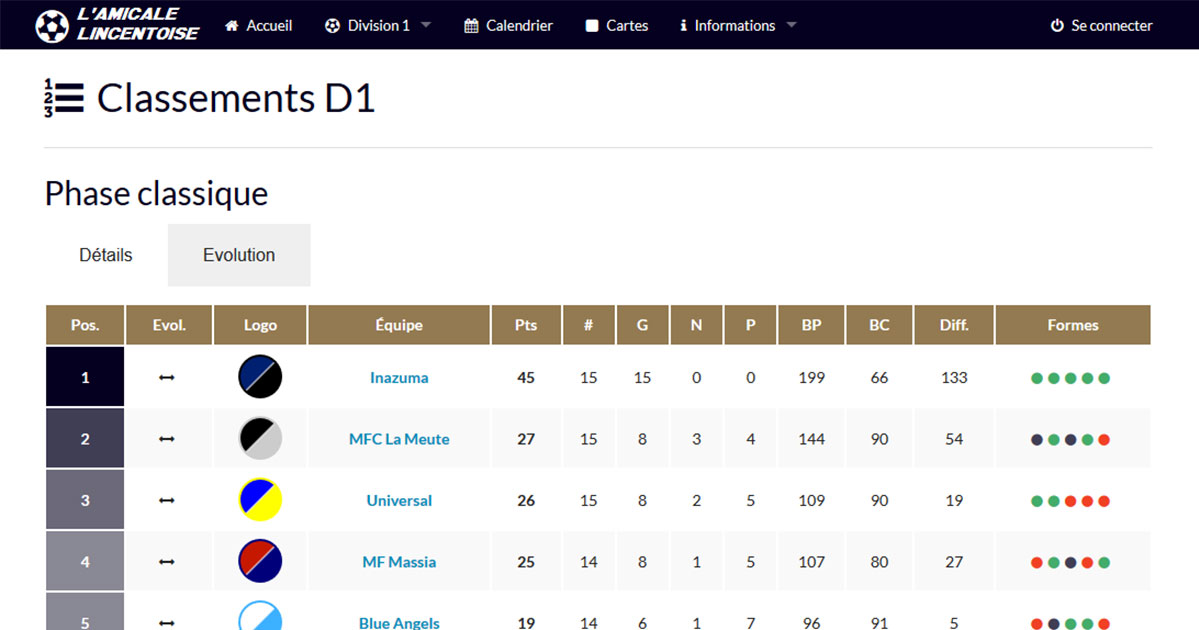 L'AMICALE
LINCENTOISE
Accueil Division 1 Calendrier Cartes Informations Se connecter
Classements D1
Phase classique
Détails Evolution
Pos. Evol. Logo Équipe Pts # G N P BP BC Diff. Formes
1 Inazuma 45 15 15 0 0 199 66 133
2 MFC La Meute 27 15 8 3 4 144 90 54
3 Universal 26 15 8 2 5 109 90 19
4 MF Massia 25 14 8 1 5 107 80 27
5 Blue Angels 19 14 6 1 7 96 91 5